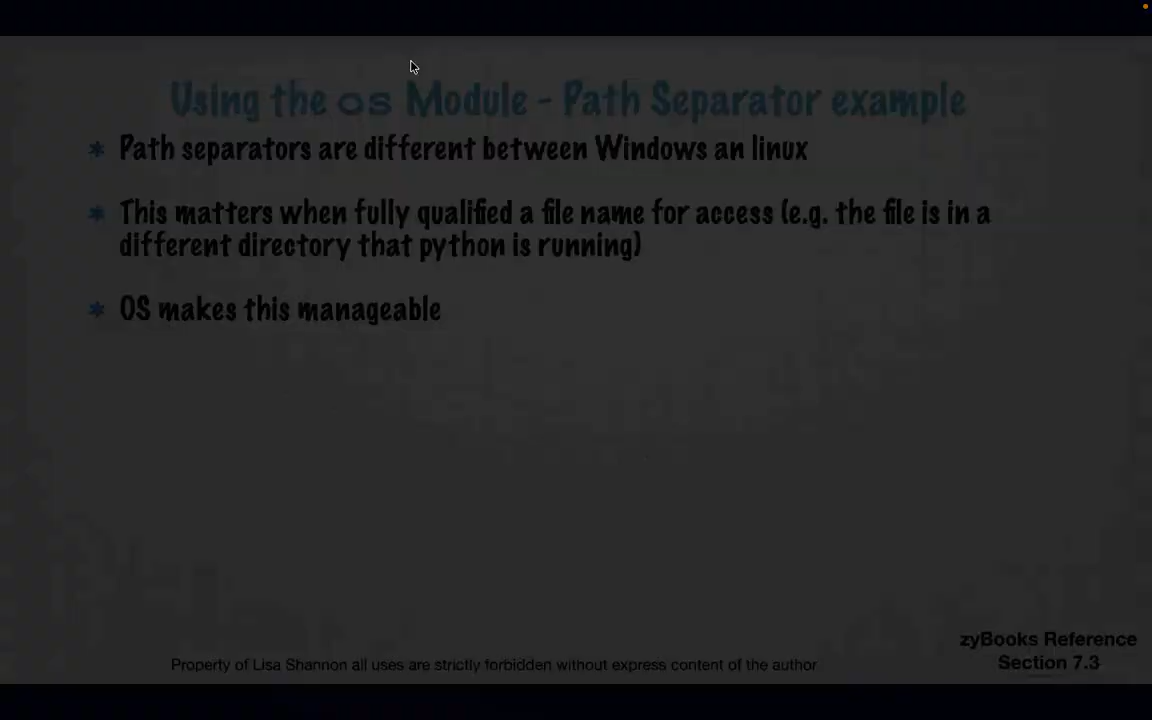 Using the os Module - Path Separator example
Path separators are different between Windows an linux
This matters when fully qualified a file name for access (e.g. the file is in a
different directory that python is running)
OS makes this manageable
zyBooks Reference
Section 7.3
Property of Lisa Shannon all uses are strictly forbidden without express content of the author